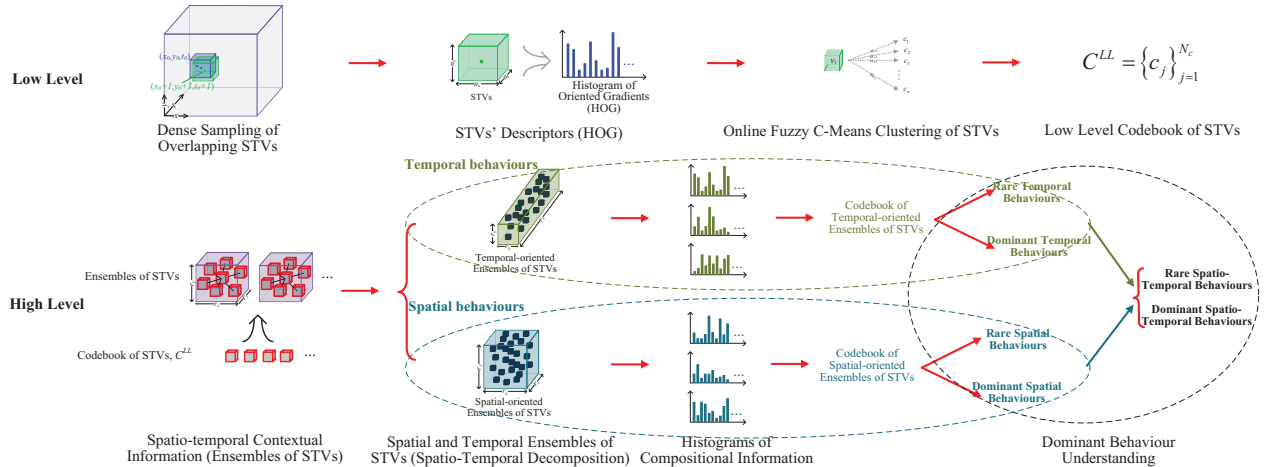 Low Level
(x0,y0,t0)
(x0+1,y0+1,t0+1)
Dense Sampling of
Overlapping STVs
STVs
...
Histogram of
Oriented Gradients
(HOG)
STVs' Descriptors (HOG)
Online Fuzzy C-Means Clustering of STVs
C^{LL} = {c_j}_{j=1}^{N_c}
Low Level Codebook of STVs
High Level
Ensembles of STVs
...
Codebook of STVs, C^{LL}
...
Spatio-temporal Contextual
Information (Ensembles of STVs)
Temporal behaviours
Temporal-oriented
Ensembles of STVs
...
...
...
Codebook of
Temporal-oriented
Ensembles of STVs
Rare Temporal
Behaviours
Dominant Temporal
Behaviours
Spatial behaviours
Spatial-oriented
Ensembles of STVs
...
...
...
Codebook of
Spatial-oriented
Ensembles of STVs
Rare Spatial
Behaviours
Dominant Spatial
Behaviours
Rare Spatio-
Temporal Behaviours
Dominant Spatio-
Temporal Behaviours
Spatial and Temporal Ensembles of
STVs (Spatio-Temporal Decomposition)
Histograms of
Compositional Information
Dominant Behaviour
Understanding